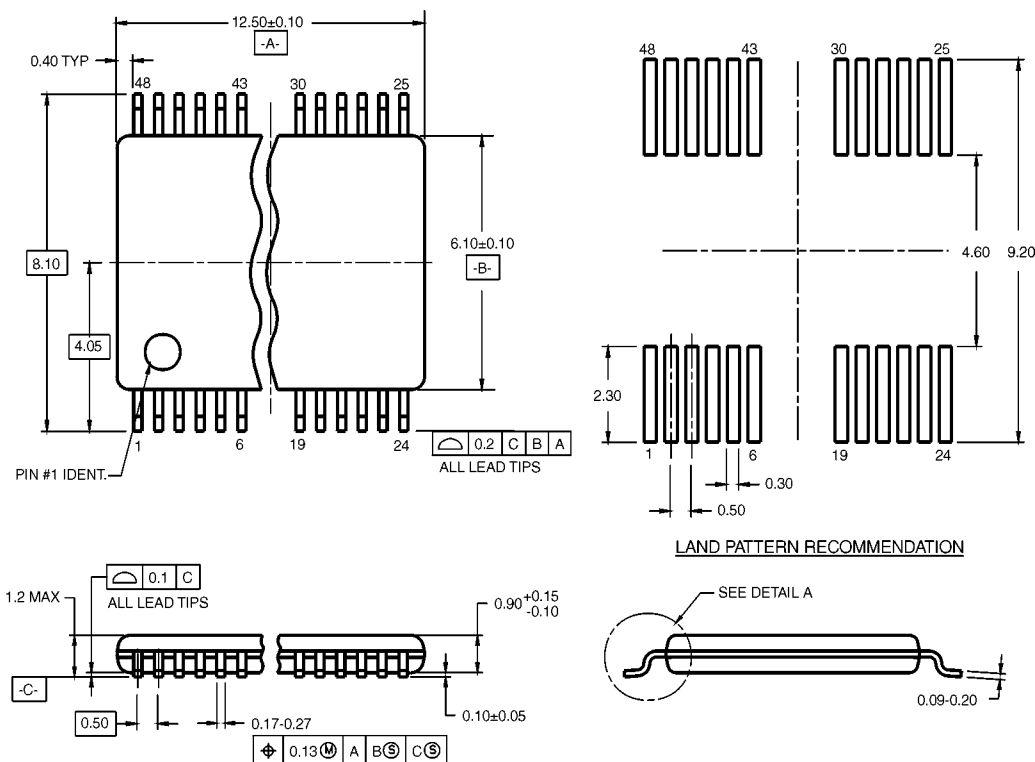 12.50±0.10
-A-
0.40 TYP
48 43 30 25
8.10
4.05
6.10±0.10
-B-
1 6 19 24
PIN #1 IDENT.
⌓ 0.2 C B A
ALL LEAD TIPS
48 43 30 25
4.60
9.20
2.30
1 6 19 24
0.30
0.50
LAND PATTERN RECOMMENDATION
⌓ 0.1 C
ALL LEAD TIPS
1.2 MAX
0.90 +0.15 -0.10
-C-
0.50
0.17-0.27
0.10±0.05
⌖ 0.13 Ⓜ A BⓈ CⓈ
SEE DETAIL A
0.09-0.20